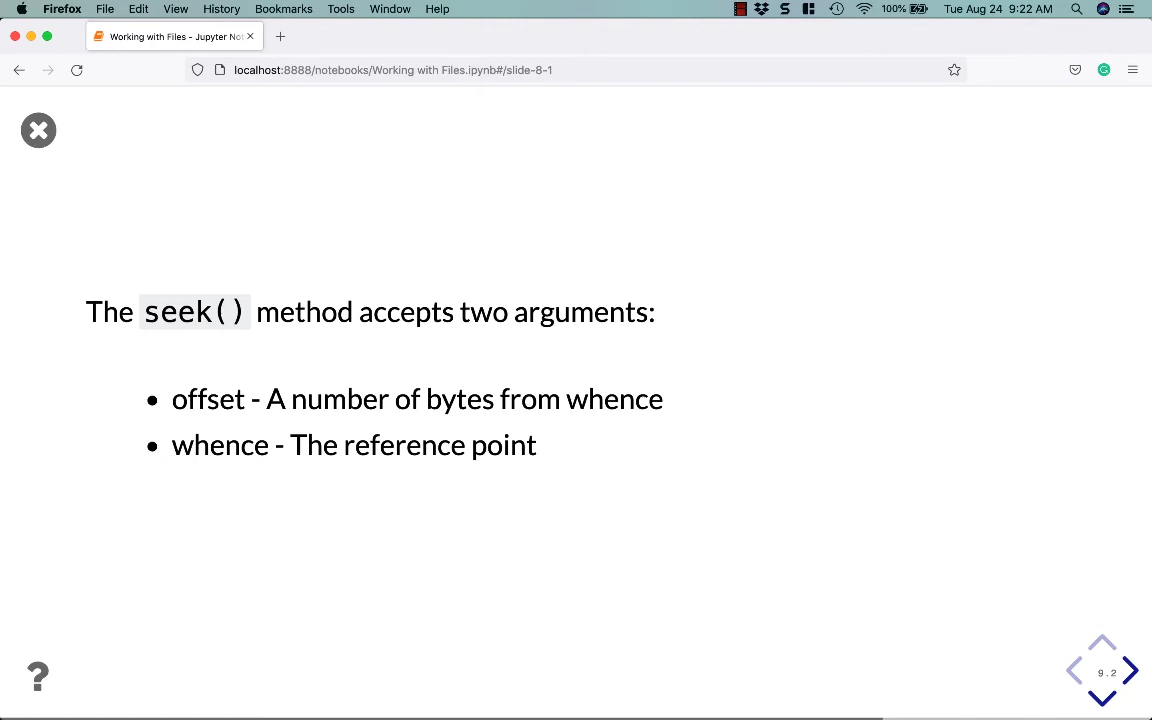 Firefox File Edit View History Bookmarks Tools Window Help 100% Tue Aug 24 9:22 AM
Working with Files - Jupyter Not
localhost:8888/notebooks/Working with Files.ipynb#/slide-8-1
The seek() method accepts two arguments:
• offset - A number of bytes from whence
• whence - The reference point
?
9.2